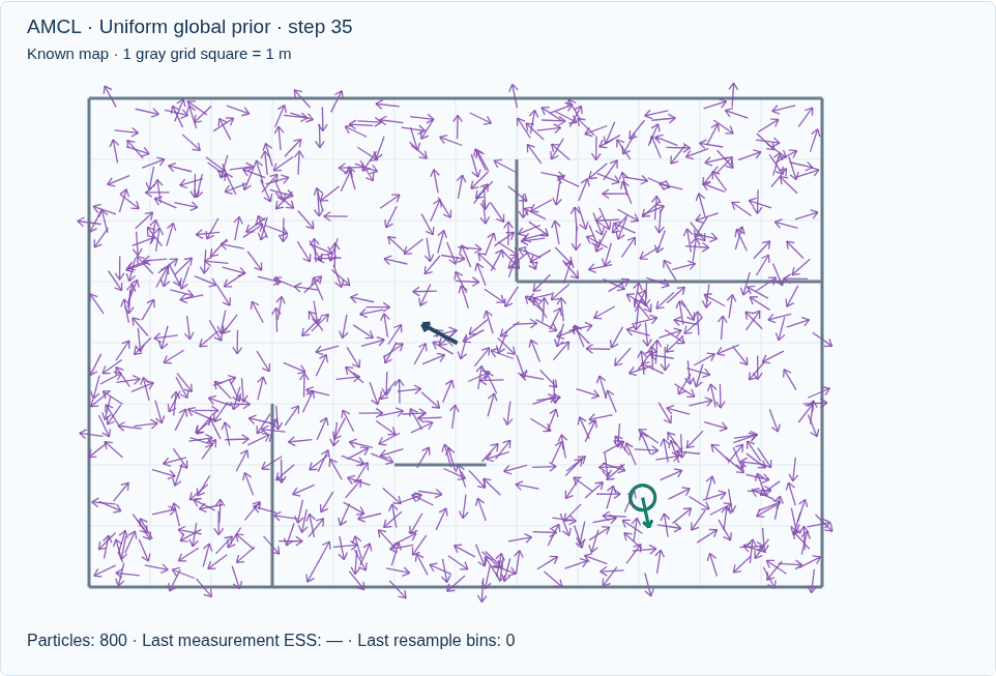 AMCL · Uniform global prior · step 35
Known map · 1 gray grid square = 1 m
Particles: 800 · Last measurement ESS: — · Last resample bins: 0